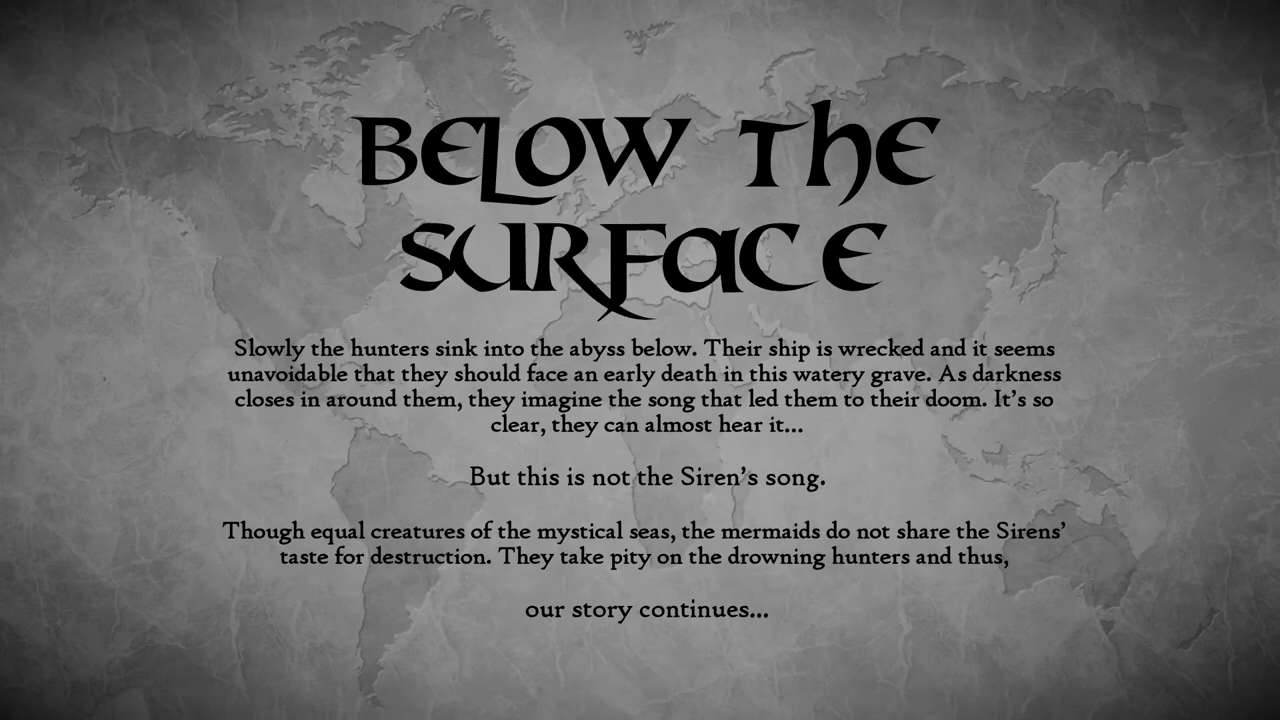 BELOW THE
SURFACE
Slowly the hunters sink into the abyss below. Their ship is wrecked and it seems
unavoidable that they should face an early death in this watery grave. As darkness
closes in around them, they imagine the song that led them to their doom. It's so
clear, they can almost hear it...
But this is not the Siren's song.
Though equal creatures of the mystical seas, the mermaids do not share the Sirens'
taste for destruction. They take pity on the drowning hunters and thus,
our story continues...